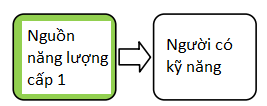 Nguồn
năng lượng
cấp 1
Người có
kỹ năng